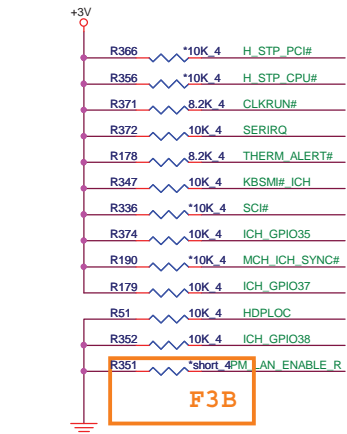 +3V
R366 *10K_4 H_STP_PCI#
R356 *10K_4 H_STP_CPU#
R371 8.2K_4 CLKRUN#
R372 10K_4 SERIRQ
R178 8.2K_4 THERM_ALERT#
R347 10K_4 KBSMI#_ICH
R336 *10K_4 SCI#
R374 10K_4 ICH_GPIO35
R190 *10K_4 MCH_ICH_SYNC#
R179 10K_4 ICH_GPIO37
R51 10K_4 HDPLOC
R352 10K_4 ICH_GPIO38
R351 *short_4 PM_LAN_ENABLE_R
F3B